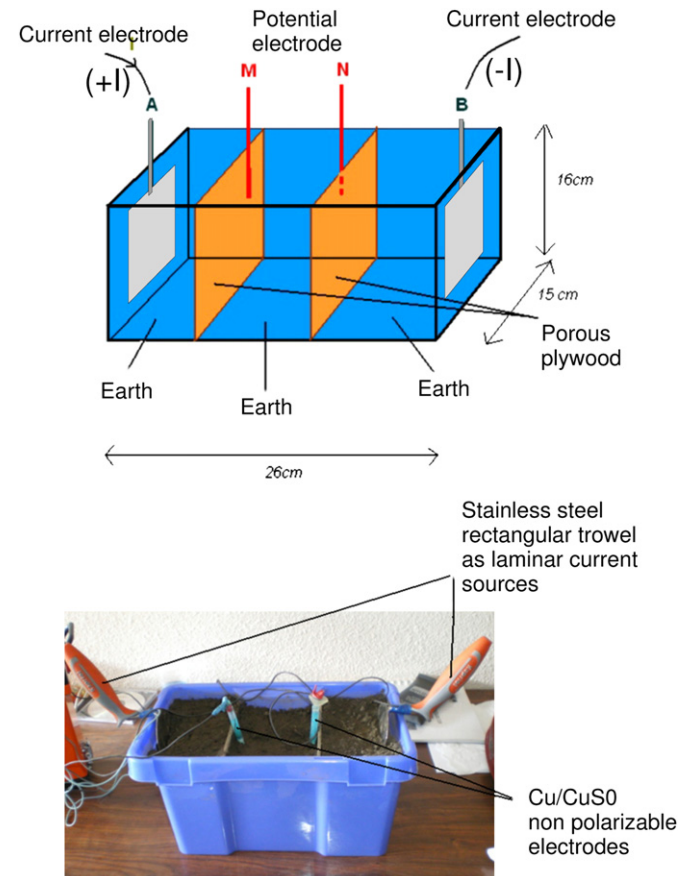 Current electrode
Potential
electrode
Current electrode
(+I)
M
N
(-I)
A
B
16cm
15 cm
Porous
plywood
Earth
Earth
Earth
26cm
Stainless steel
rectangular trowel
as laminar current
sources
Cu/CuS0
non polarizable
electrodes